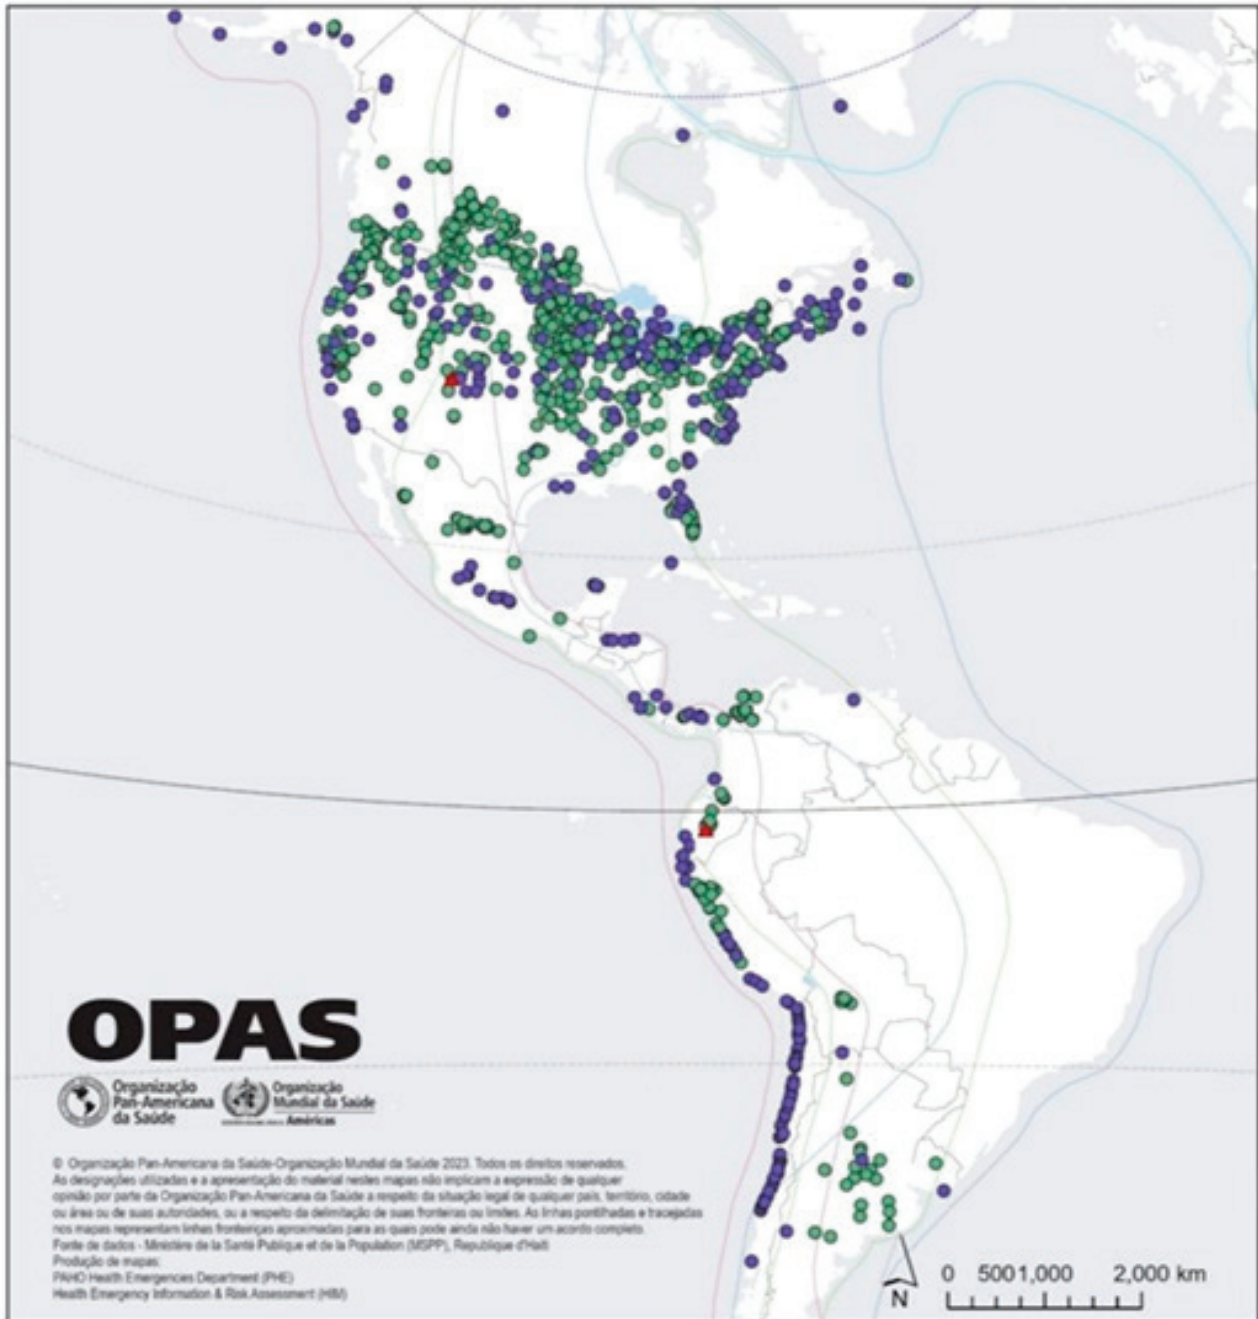 OPAS
Organização
Pan-Americana
da Saúde
Organização
Mundial da Saúde
Américas
© Organização Pan-Americana da Saúde-Organização Mundial da Saúde 2023. Todos os direitos reservados.
As designações utilizadas e a apresentação do material nestes mapas não implicam a expressão de qualquer
opinião por parte da Organização Pan-Americana da Saúde a respeito da situação legal de qualquer país, território, cidade
ou área ou de suas autoridades, ou a respeito da delimitação de suas fronteiras ou limites. As linhas pontilhadas e tracejadas
nos mapas representam linhas fronteiriças aproximadas para as quais pode ainda não haver um acordo completo.
Fonte de dados - Ministère de la Santé Publique et de la Population (MSPP), Republique d'Haiti
Produção de mapas:
PAHO Health Emergencies Department (PHE)
Health Emergency Information & Risk Assessment (HIM)
N
0 500 1,000 2,000 km